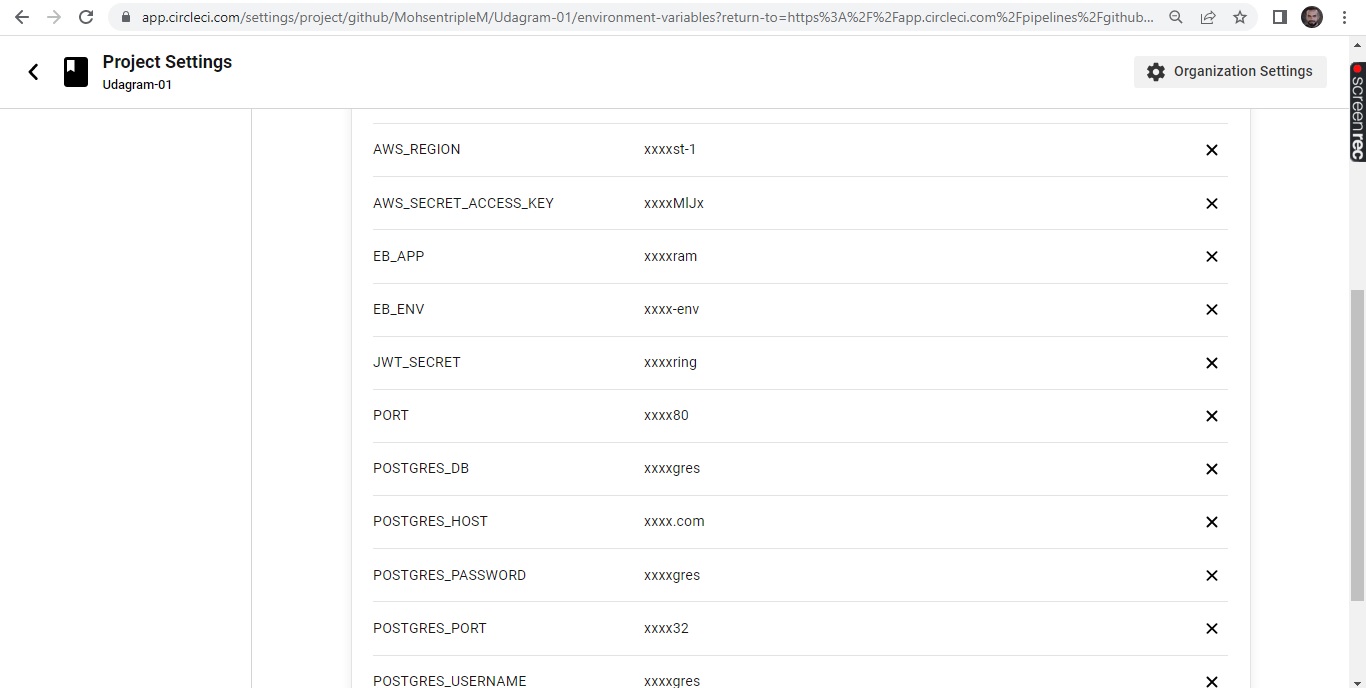 app.circleci.com/settings/project/github/MohsentripleM/Udagram-01/environment-variables?return-to=https%3A%2F%2Fapp.circleci.com%2Fpipelines%2Fgithub...
Project Settings
Udagram-01
Organization Settings
AWS_REGION xxxxst-1
AWS_SECRET_ACCESS_KEY xxxxMlJx
EB_APP xxxxram
EB_ENV xxxx-env
JWT_SECRET xxxxring
PORT xxxx80
POSTGRES_DB xxxxgres
POSTGRES_HOST xxxx.com
POSTGRES_PASSWORD xxxxgres
POSTGRES_PORT xxxx32
POSTGRES_USERNAME xxxxgres
screenrec